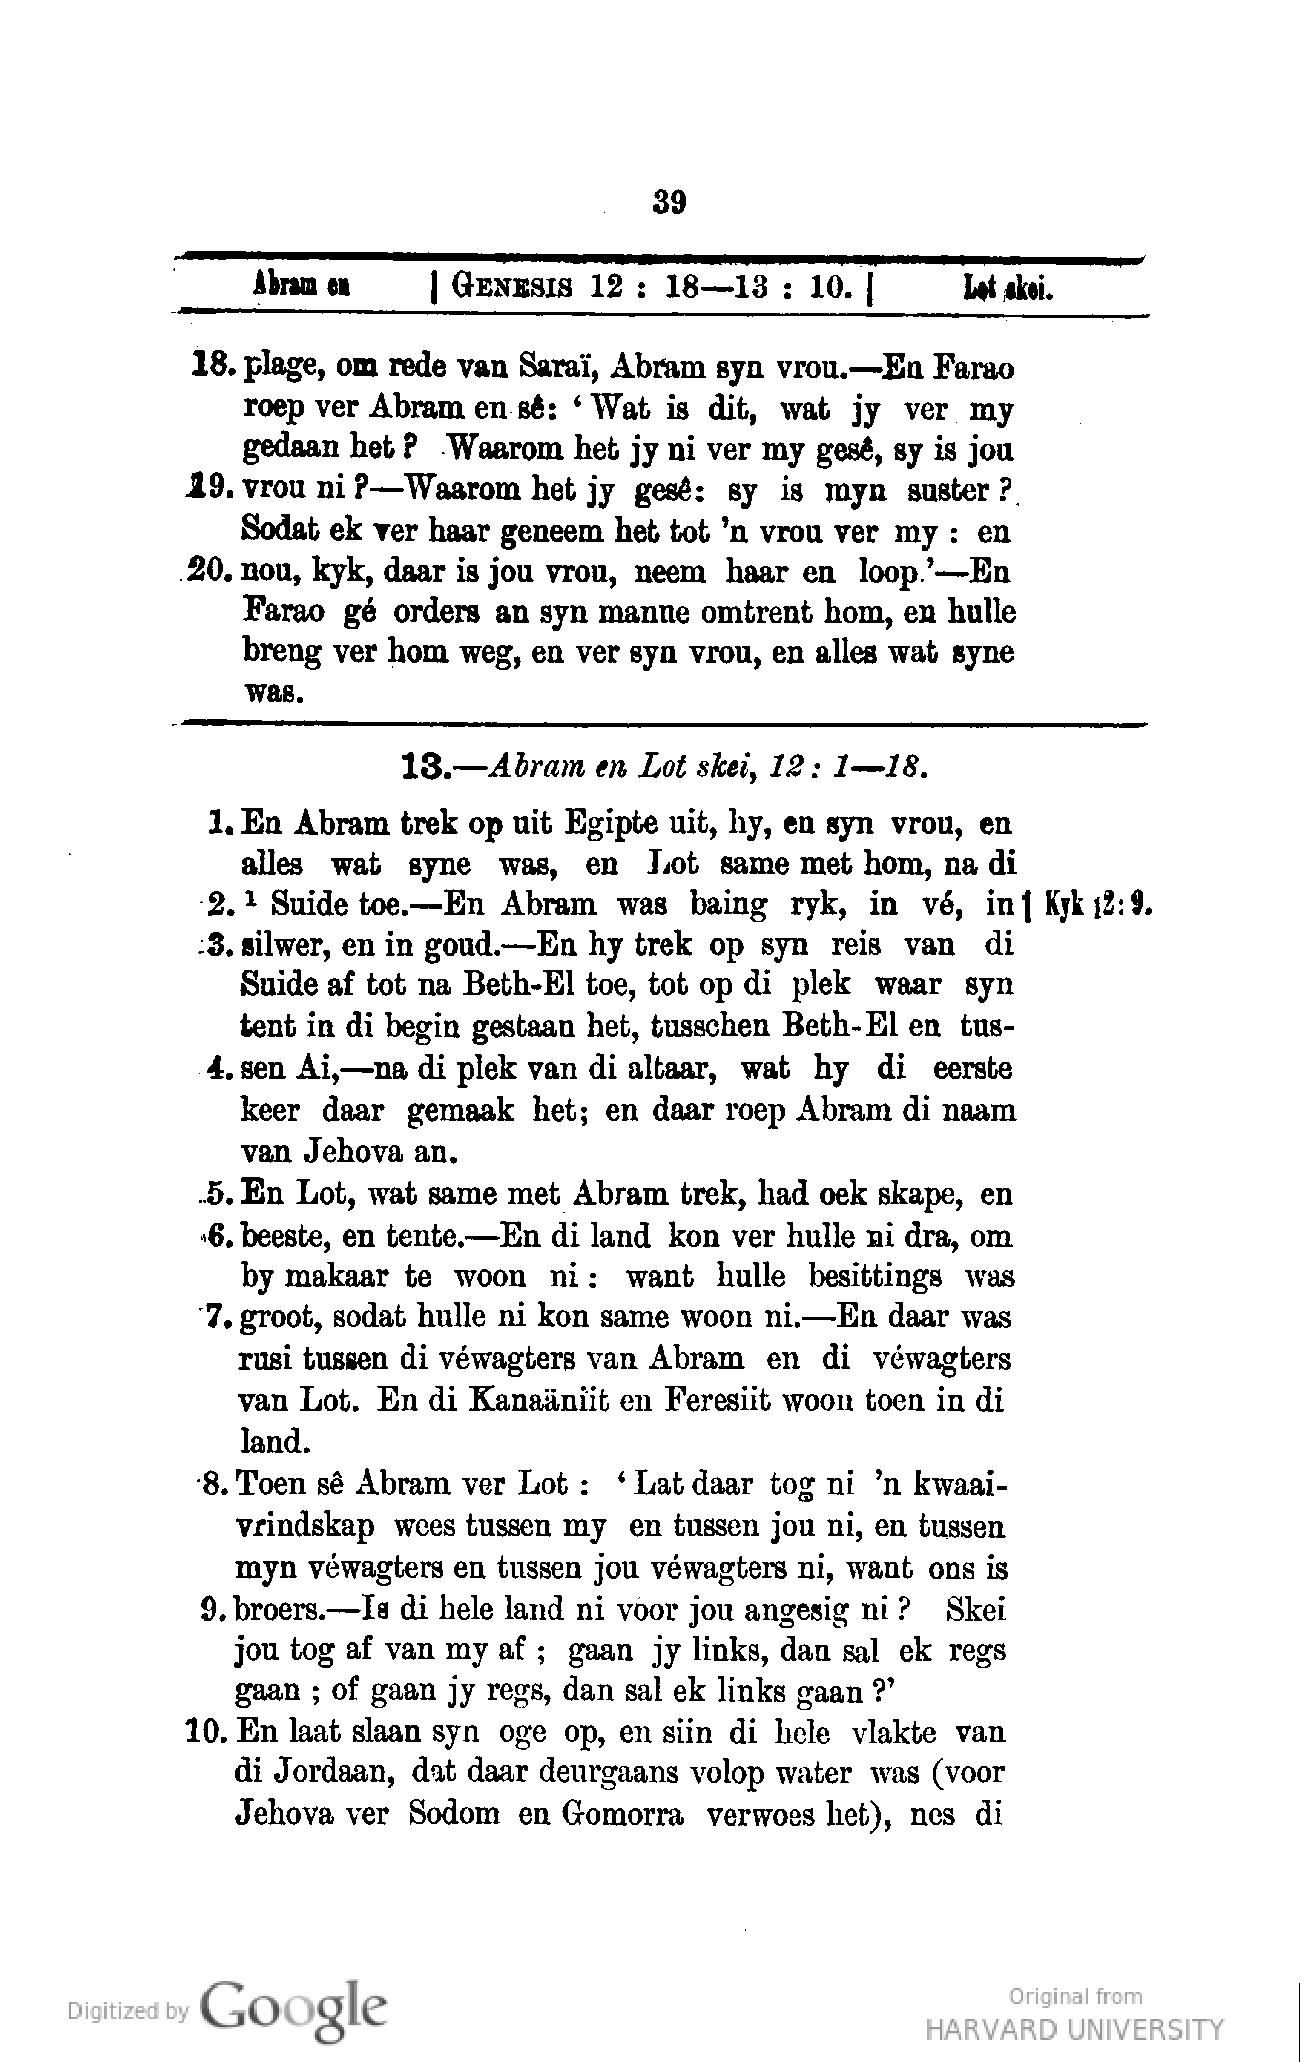 39
Abram en | GENESIS 12 : 18—13 : 10. | Lot skei.
18. plage, om rede van Saraï, Abram syn vrou.—En Farao
roep ver Abram en sê: ‘Wat is dit, wat jy ver my
gedaan het? Waarom het jy ni ver my gesê, sy is jou
19. vrou ni?—Waarom het jy gesê: sy is myn suster?
Sodat ek ver haar geneem het tot 'n vrou ver my : en
20. nou, kyk, daar is jou vrou, neem haar en loop.’—En
Farao gé orders an syn manne omtrent hom, en hulle
breng ver hom weg, en ver syn vrou, en alles wat syne
was.
13.—Abram en Lot skei, 12 : 1—18.
1. En Abram trek op uit Egipte uit, hy, en syn vrou, en
alles wat syne was, en Lot same met hom, na di
2. ¹ Suide toe.—En Abram was baing ryk, in vé, in 1 Kyk 12:9.
3. silwer, en in goud.—En hy trek op syn reis van di
Suide af tot na Beth-El toe, tot op di plek waar syn
tent in di begin gestaan het, tusschen Beth-El en tus-
4. sen Ai,—na di plek van di altaar, wat hy di eerste
keer daar gemaak het; en daar roep Abram di naam
van Jehova an.
5. En Lot, wat same met Abram trek, had oek skape, en
6. beeste, en tente.—En di land kon ver hulle ni dra, om
by makaar te woon ni : want hulle besittings was
7. groot, sodat hulle ni kon same woon ni.—En daar was
rusi tussen di véwagters van Abram en di véwagters
van Lot. En di Kanaäniit en Feresiit woon toen in di
land.
8. Toen sê Abram ver Lot : ‘Lat daar tog ni 'n kwaai-
vrindskap wees tussen my en tussen jou ni, en tussen
myn véwagters en tussen jou véwagters ni, want ons is
9. broers.—Is di hele land ni voor jou angesig ni? Skei
jou tog af van my af ; gaan jy links, dan sal ek regs
gaan ; of gaan jy regs, dan sal ek links gaan?’
10. En laat slaan syn oge op, en siin di hele vlakte van
di Jordaan, dat daar deurgaans volop water was (voor
Jehova ver Sodom en Gomorra verwoes het), nes di
Digitized by Google
Original from
HARVARD UNIVERSITY